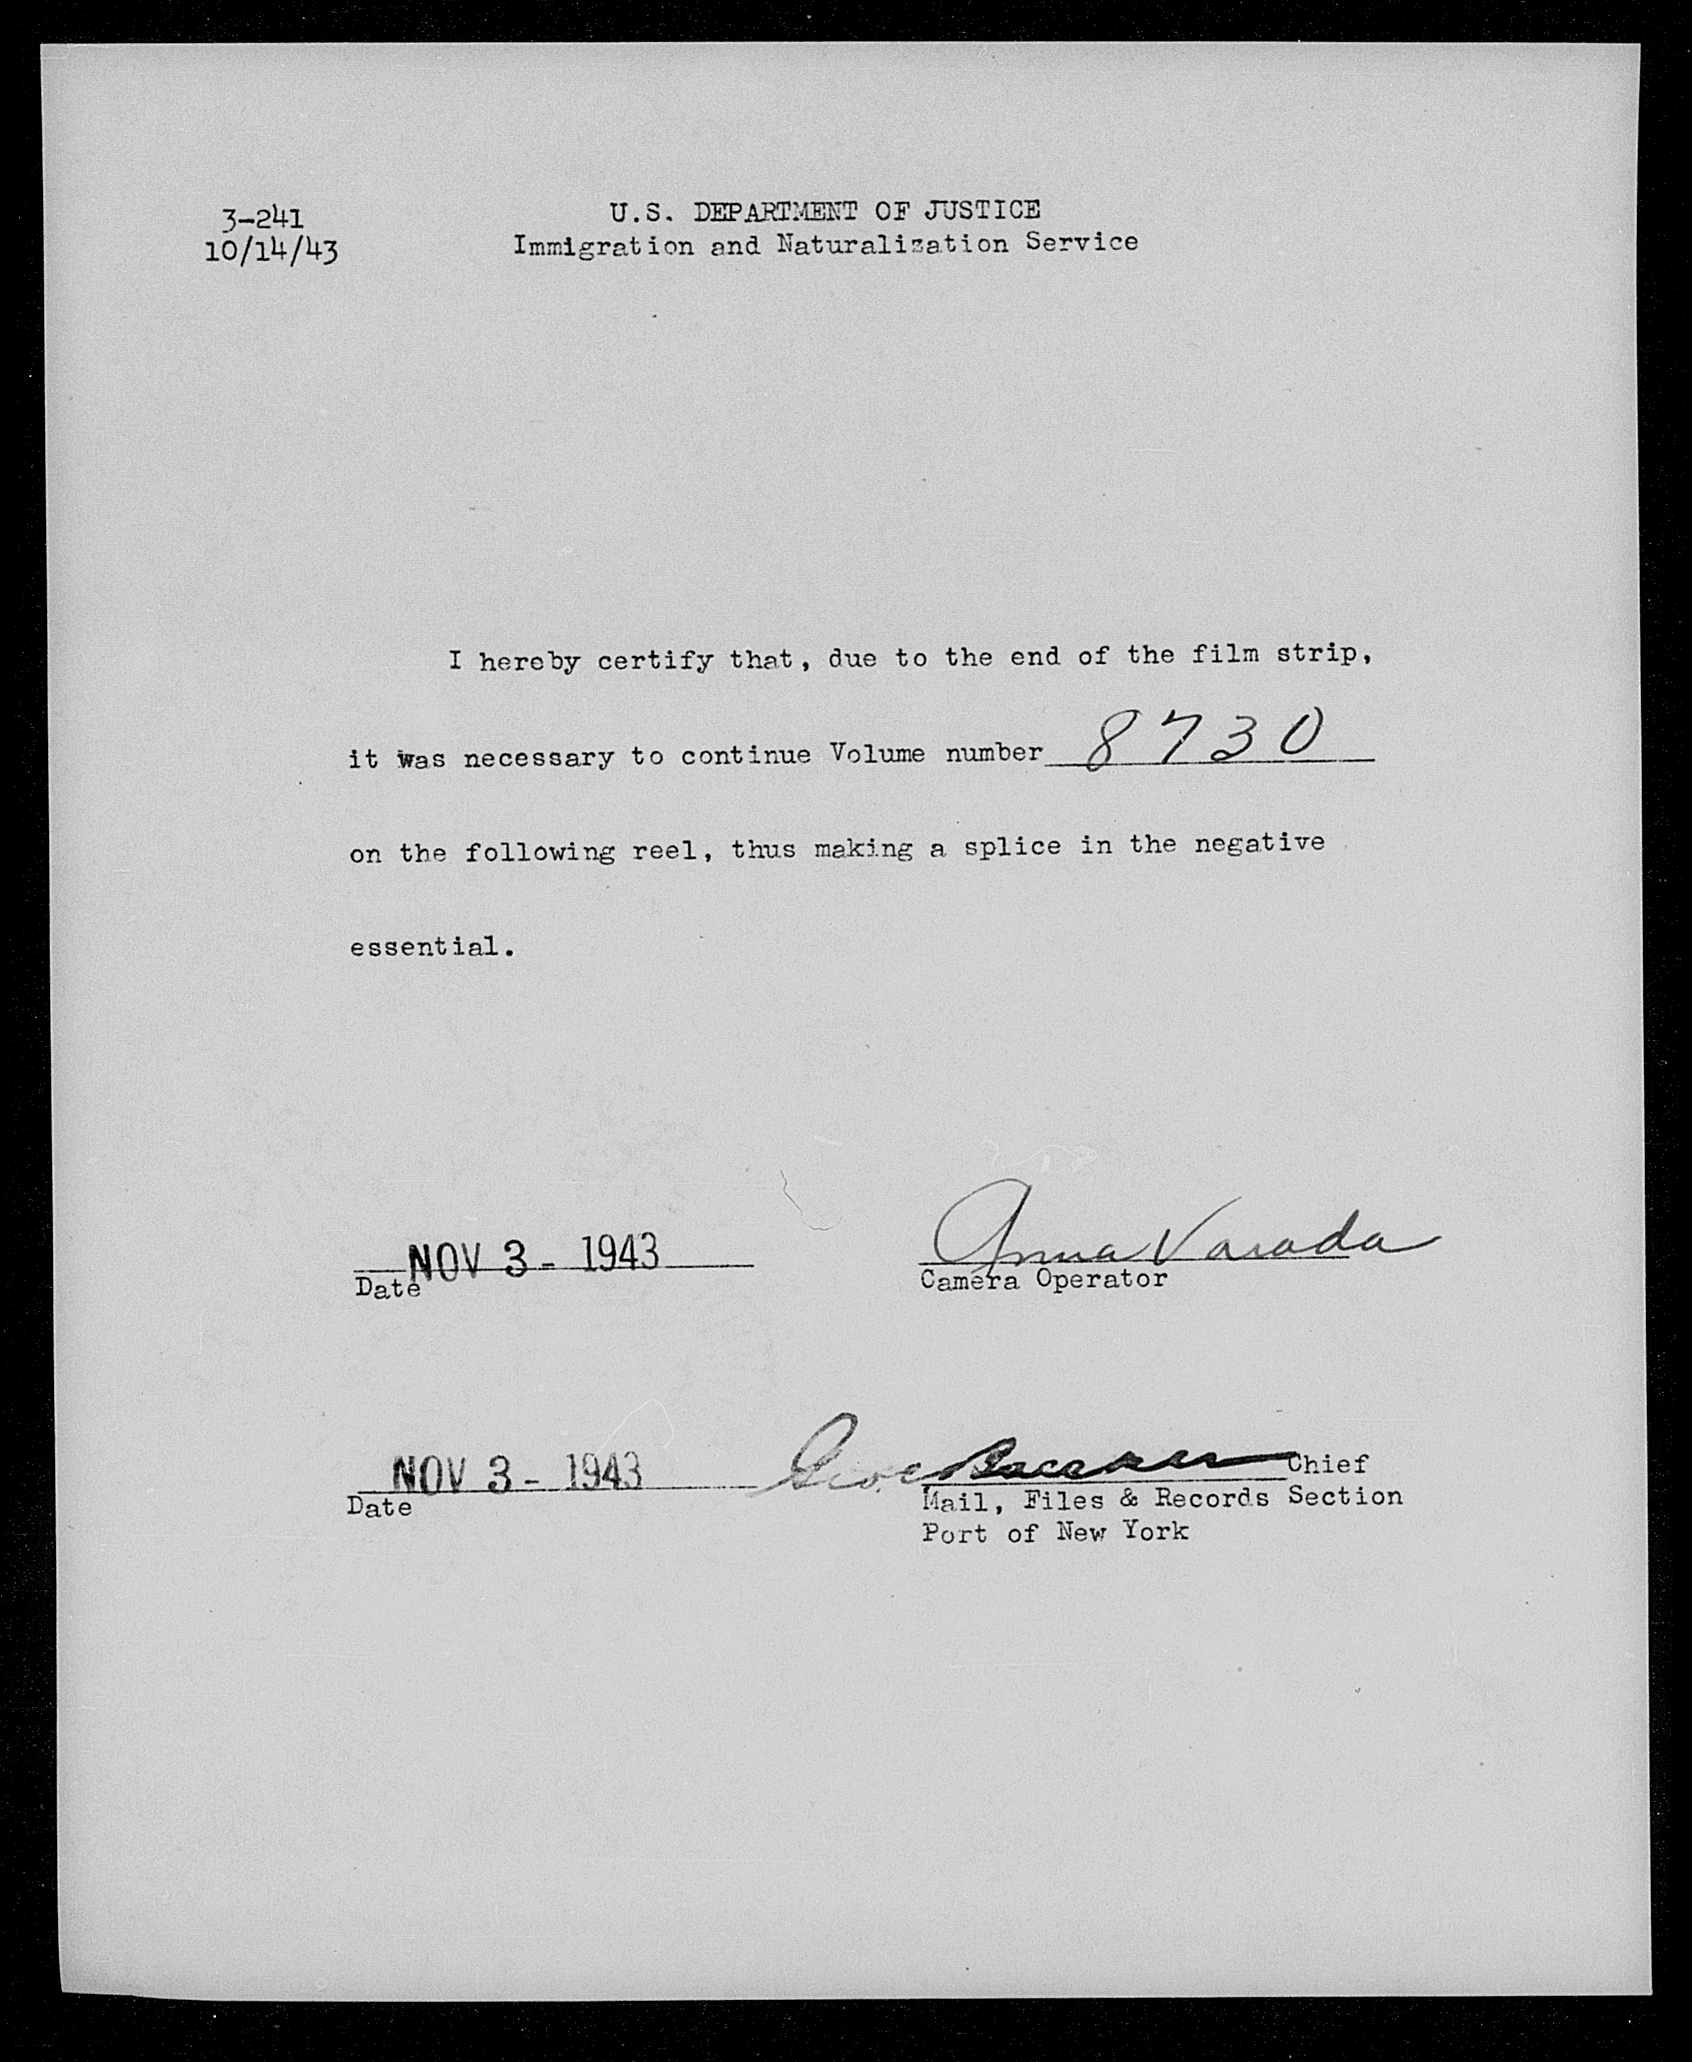 3-241
10/14/43
U.S. DEPARTMENT OF JUSTICE
Immigration and Naturalization Service
I hereby certify that, due to the end of the film strip,
it was necessary to continue Volume number 8730
on the following reel, thus making a splice in the negative
essential.
NOV 3 - 1943
Date
Anna Varada
Camera Operator
NOV 3 - 1943
Date
Chief
Mail, Files & Records Section
Port of New York